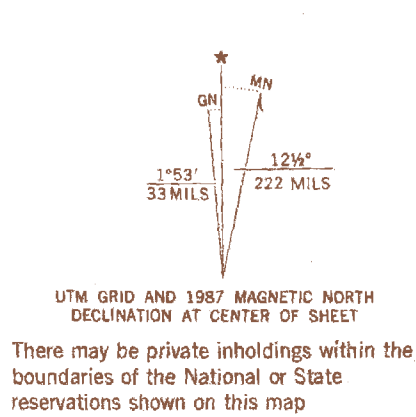 ★
MN
GN
1°53'
33 MILS
12½°
222 MILS
UTM GRID AND 1987 MAGNETIC NORTH
DECLINATION AT CENTER OF SHEET
There may be private inholdings within the
boundaries of the National or State
reservations shown on this map